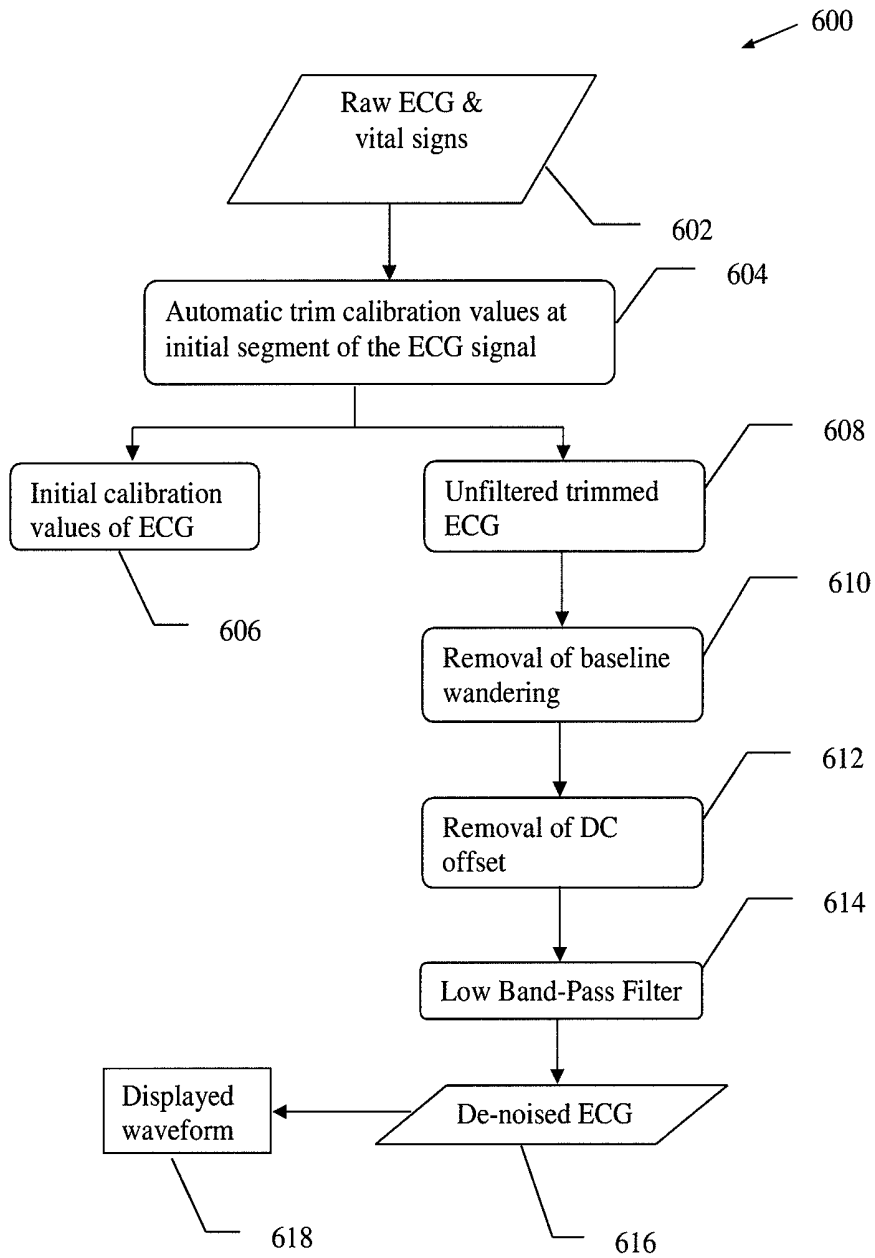 600
Raw ECG &
vital signs
602
604
Automatic trim calibration values at
initial segment of the ECG signal
608
Initial calibration
values of ECG
Unfiltered trimmed
ECG
606
610
Removal of baseline
wandering
612
Removal of DC
offset
614
Low Band-Pass Filter
Displayed
waveform
De-noised ECG
618
616